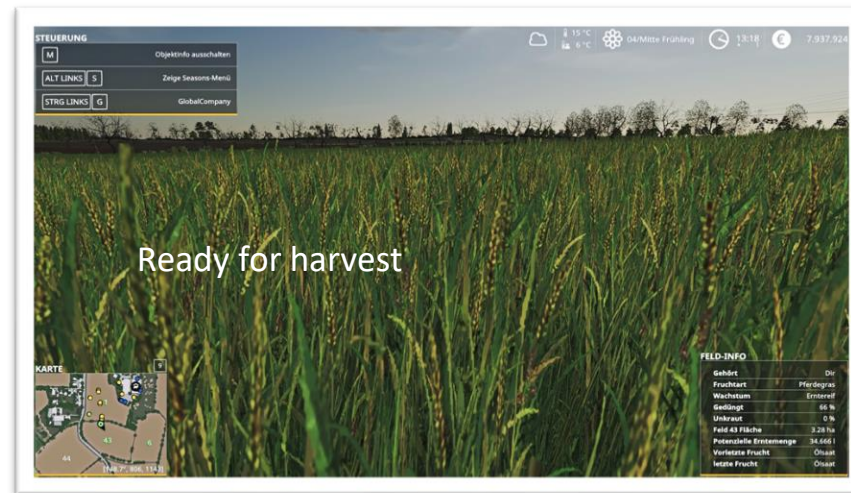 STEUERUNG
M Objektinfo ausschalten
ALT LINKS S Zeige Seasons-Menü
STRG LINKS G GlobalCompany
15 °C
6 °C
04/Mitte Frühling
13:18
7.937.924
Ready for harvest
KARTE
43
44
6
FELD-INFO
Gehört Dir
Fruchtart Pferdegras
Wachstum Erntereif
Gedüngt 66 %
Unkraut 0 %
Feld 43 Fläche 3.28 ha
Potenzielle Erntemenge 34.666 l
Vorletzte Frucht Ölsaat
letzte Frucht Ölsaat